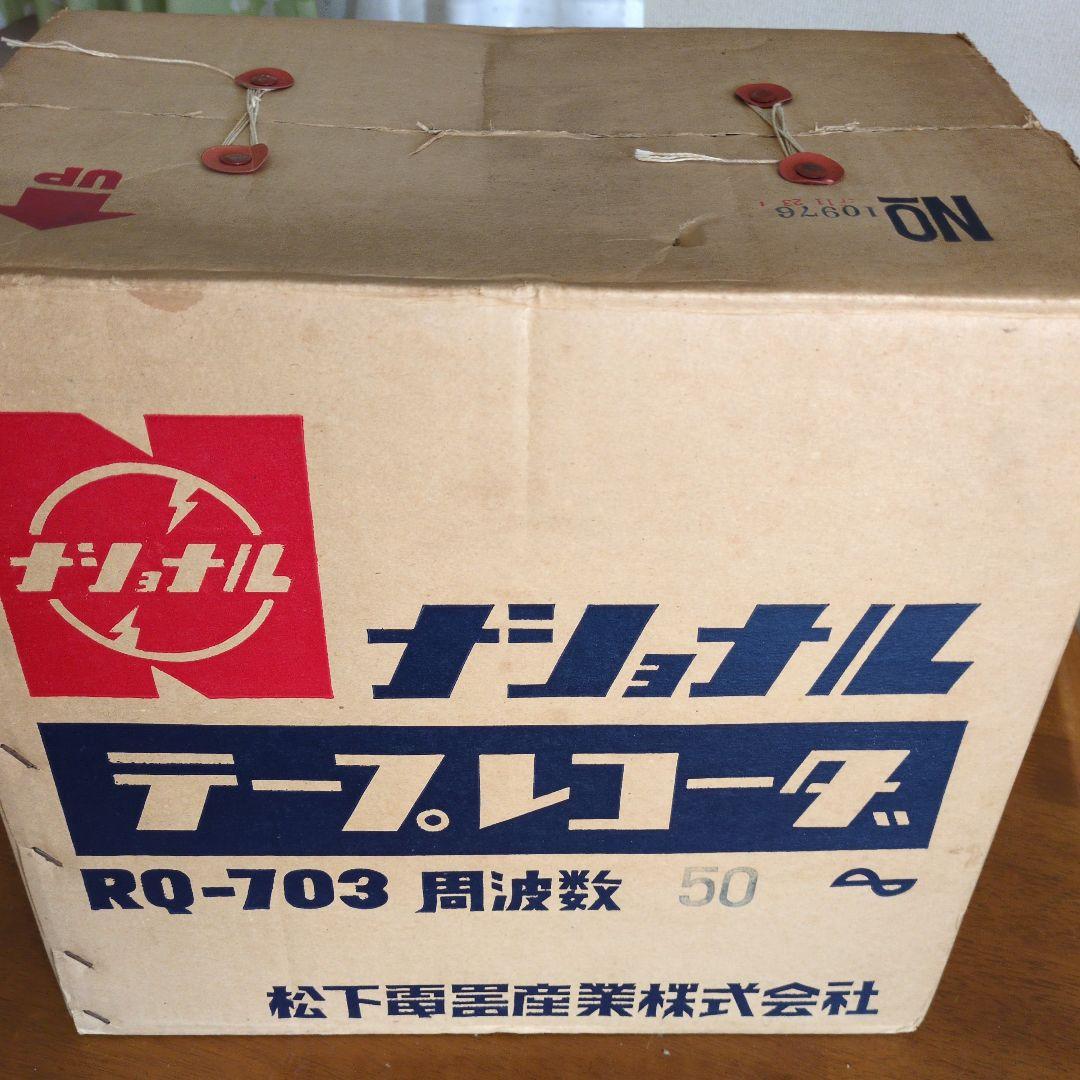 UP
NO
10976
ナショナル
ナショナル
テープレコーダ
RQ-703 周波数 50 ~
松下電器産業株式会社